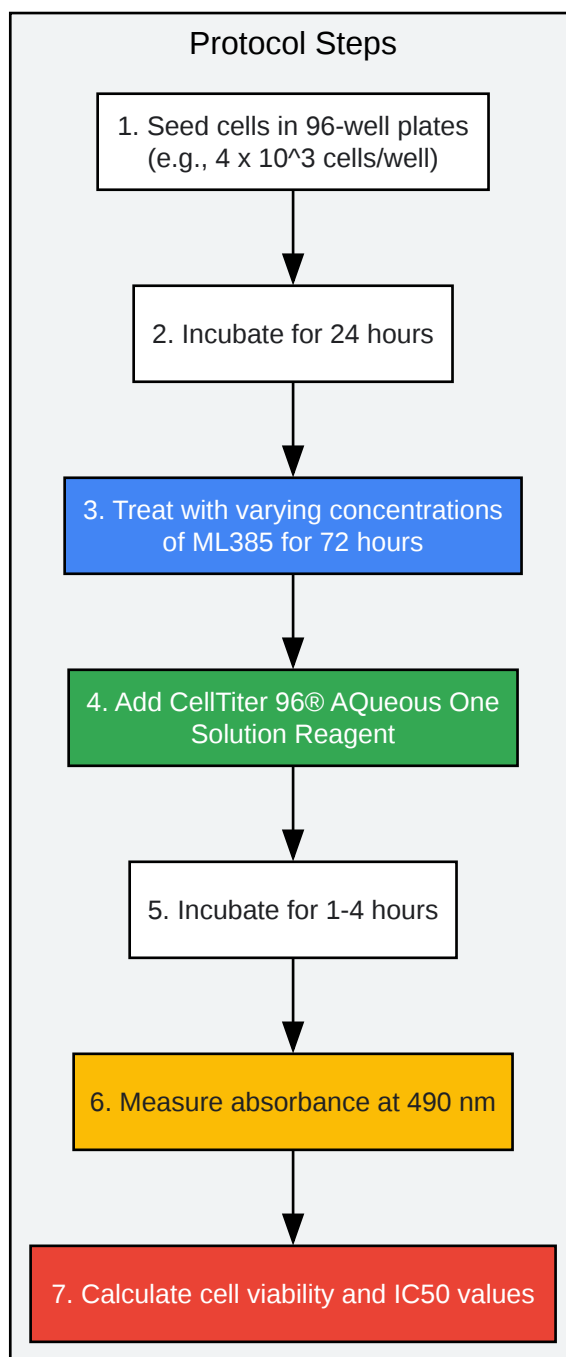 Protocol Steps
1. Seed cells in 96-well plates
(e.g., 4 x 10^3 cells/well)
2. Incubate for 24 hours
3. Treat with varying concentrations
of ML385 for 72 hours
4. Add CellTiter 96® AQueous One
Solution Reagent
5. Incubate for 1-4 hours
6. Measure absorbance at 490 nm
7. Calculate cell viability and IC50 values